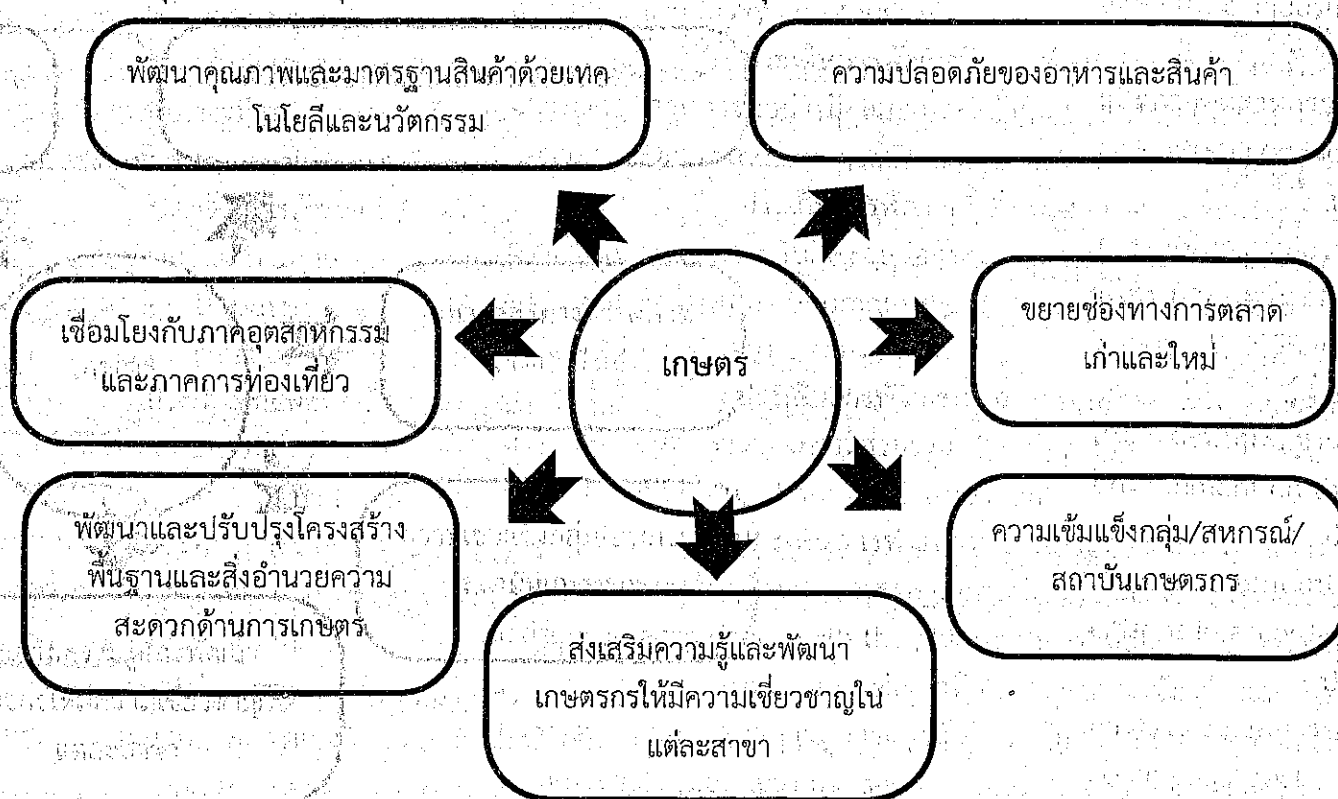 พัฒนาคุณภาพและมาตรฐานสินค้าด้วยเทค
โนโยลีและนวัตกรรม
ความปลอดภัยของอาหารและสินค้า
เชื่อมโยงกับภาคอุตสาหกรรม
และภาคการท่องเที่ยว
เกษตร
ขยายช่องทางการตลาด
เก่าและใหม่
พัฒนาและปรับปรุงโครงสร้าง
พื้นฐานและสิ่งอำนวยความ
สะดวกด้านการเกษตร
ส่งเสริมความรู้และพัฒนา
เกษตรกรให้มีความเชี่ยวชาญใน
แต่ละสาขา
ความเข้มแข็งกลุ่ม/สหกรณ์/
สถาบันเกษตรกร